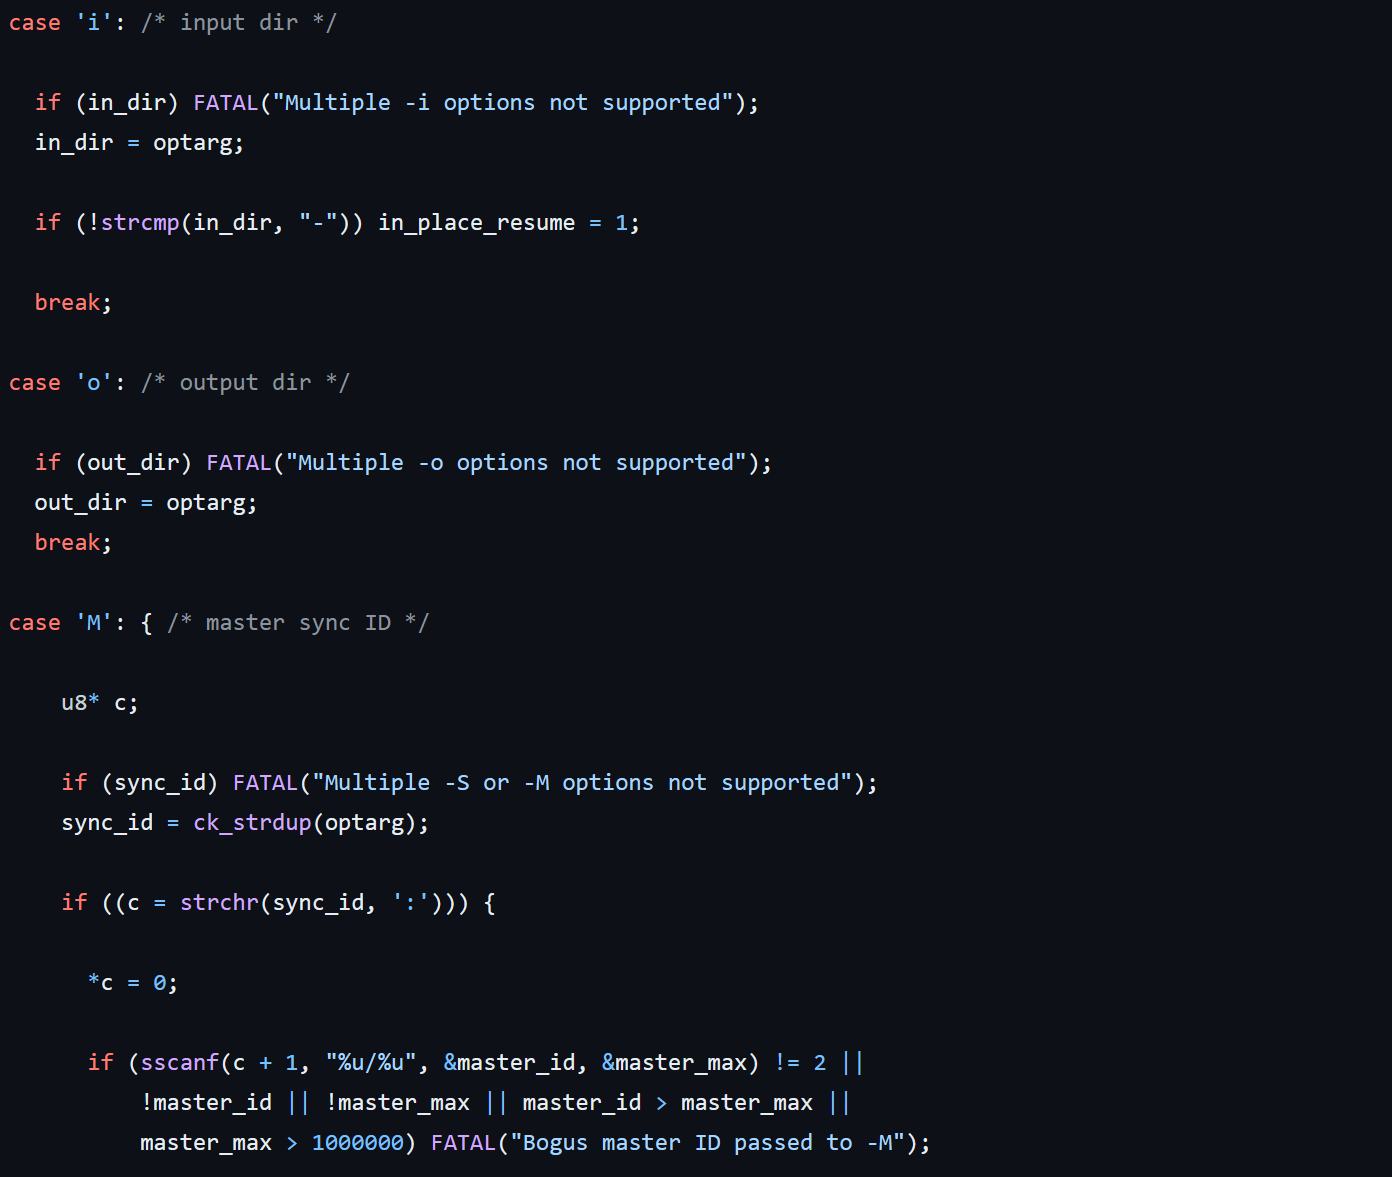 case 'i': /* input dir */
if (in_dir) FATAL("Multiple -i options not supported");
in_dir = optarg;
if (!strcmp(in_dir, "-")) in_place_resume = 1;
break;
case 'o': /* output dir */
if (out_dir) FATAL("Multiple -o options not supported");
out_dir = optarg;
break;
case 'M': { /* master sync ID */
u8* c;
if (sync_id) FATAL("Multiple -S or -M options not supported");
sync_id = ck_strdup(optarg);
if ((c = strchr(sync_id, ':'))) {
*c = 0;
if (sscanf(c + 1, "%u/%u", &master_id, &master_max) != 2 ||
!master_id || !master_max || master_id > master_max ||
master_max > 1000000) FATAL("Bogus master ID passed to -M");